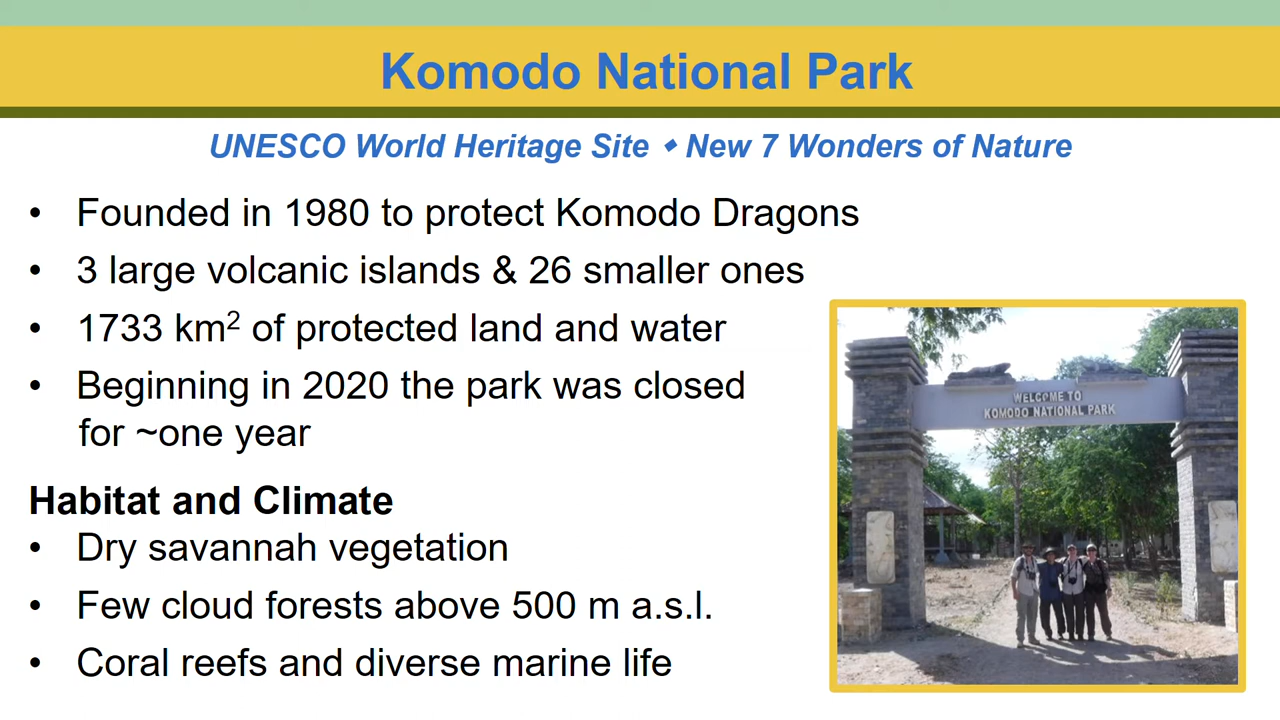 Komodo National Park
UNESCO World Heritage Site ⬩ New 7 Wonders of Nature
• Founded in 1980 to protect Komodo Dragons
• 3 large volcanic islands & 26 smaller ones
• 1733 km² of protected land and water
• Beginning in 2020 the park was closed
for ~one year
WELCOME TO
KOMODO NATIONAL PARK
Habitat and Climate
• Dry savannah vegetation
• Few cloud forests above 500 m a.s.l.
• Coral reefs and diverse marine life